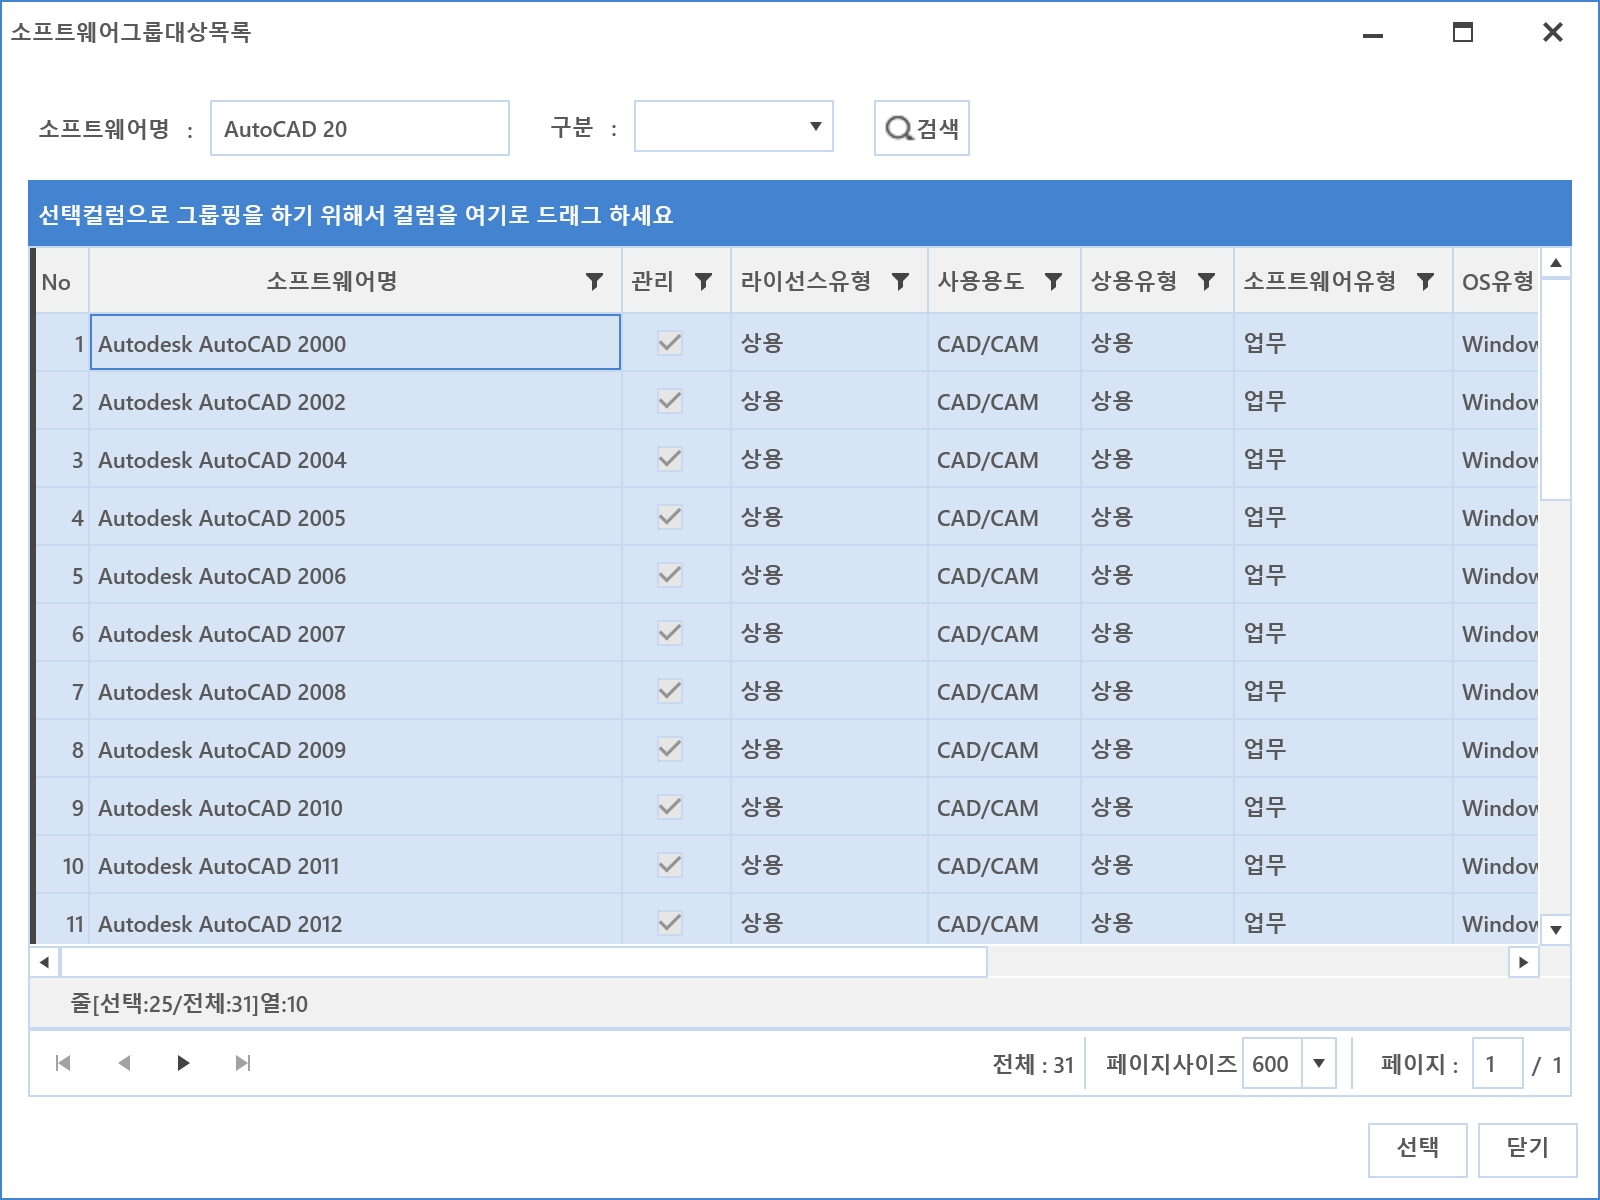 소프트웨어그룹대상목록
소프트웨어명 : AutoCAD 20 구분 : 검색
선택컬럼으로 그룹핑을 하기 위해서 컬럼을 여기로 드래그 하세요
No 소프트웨어명 관리 라이선스유형 사용용도 상용유형 소프트웨어유형 OS유형
1 Autodesk AutoCAD 2000 상용 CAD/CAM 상용 업무 Window
2 Autodesk AutoCAD 2002 상용 CAD/CAM 상용 업무 Window
3 Autodesk AutoCAD 2004 상용 CAD/CAM 상용 업무 Window
4 Autodesk AutoCAD 2005 상용 CAD/CAM 상용 업무 Window
5 Autodesk AutoCAD 2006 상용 CAD/CAM 상용 업무 Window
6 Autodesk AutoCAD 2007 상용 CAD/CAM 상용 업무 Window
7 Autodesk AutoCAD 2008 상용 CAD/CAM 상용 업무 Window
8 Autodesk AutoCAD 2009 상용 CAD/CAM 상용 업무 Window
9 Autodesk AutoCAD 2010 상용 CAD/CAM 상용 업무 Window
10 Autodesk AutoCAD 2011 상용 CAD/CAM 상용 업무 Window
11 Autodesk AutoCAD 2012 상용 CAD/CAM 상용 업무 Window
줄[선택:25/전체:31]열:10
전체 : 31 페이지사이즈 600 페이지 : 1 / 1
선택 닫기